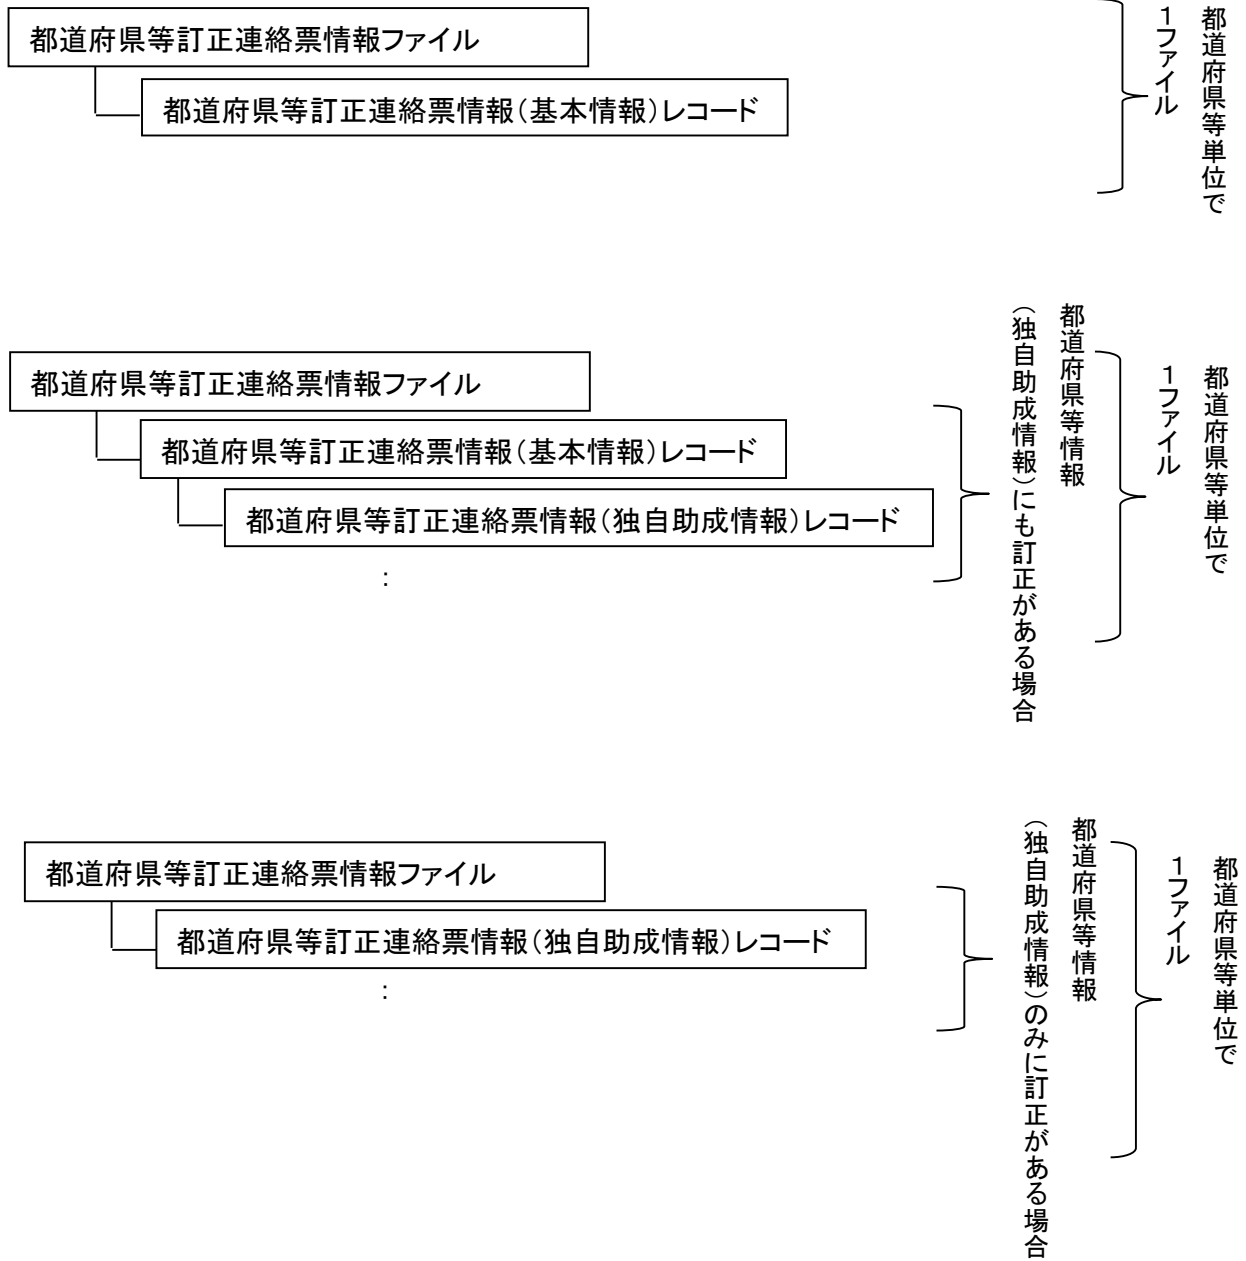 都道府県等訂正連絡票情報ファイル
都道府県等訂正連絡票情報（基本情報）レコード
都道府県等単位で
１ファイル
都道府県等訂正連絡票情報ファイル
都道府県等訂正連絡票情報（基本情報）レコード
都道府県等訂正連絡票情報（独自助成情報）レコード
：
都道府県等情報
（独自助成情報）にも訂正がある場合
都道府県等単位で
１ファイル
都道府県等訂正連絡票情報ファイル
都道府県等訂正連絡票情報（独自助成情報）レコード
：
都道府県等情報
（独自助成情報）のみに訂正がある場合
都道府県等単位で
１ファイル